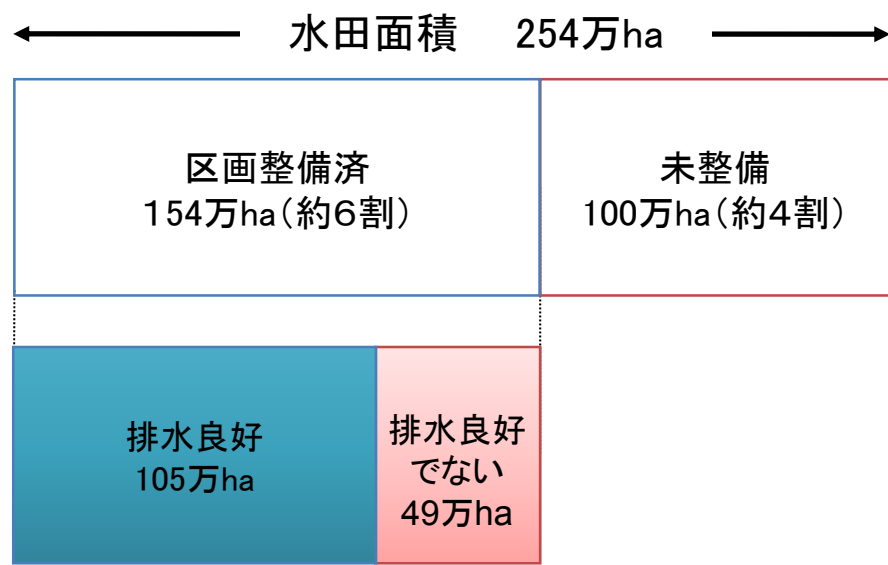 水田面積　254万ha
区画整備済
１54万ha（約６割）
未整備
100万ha（約４割）
排水良好
105万ha
排水良好
でない
49万ha